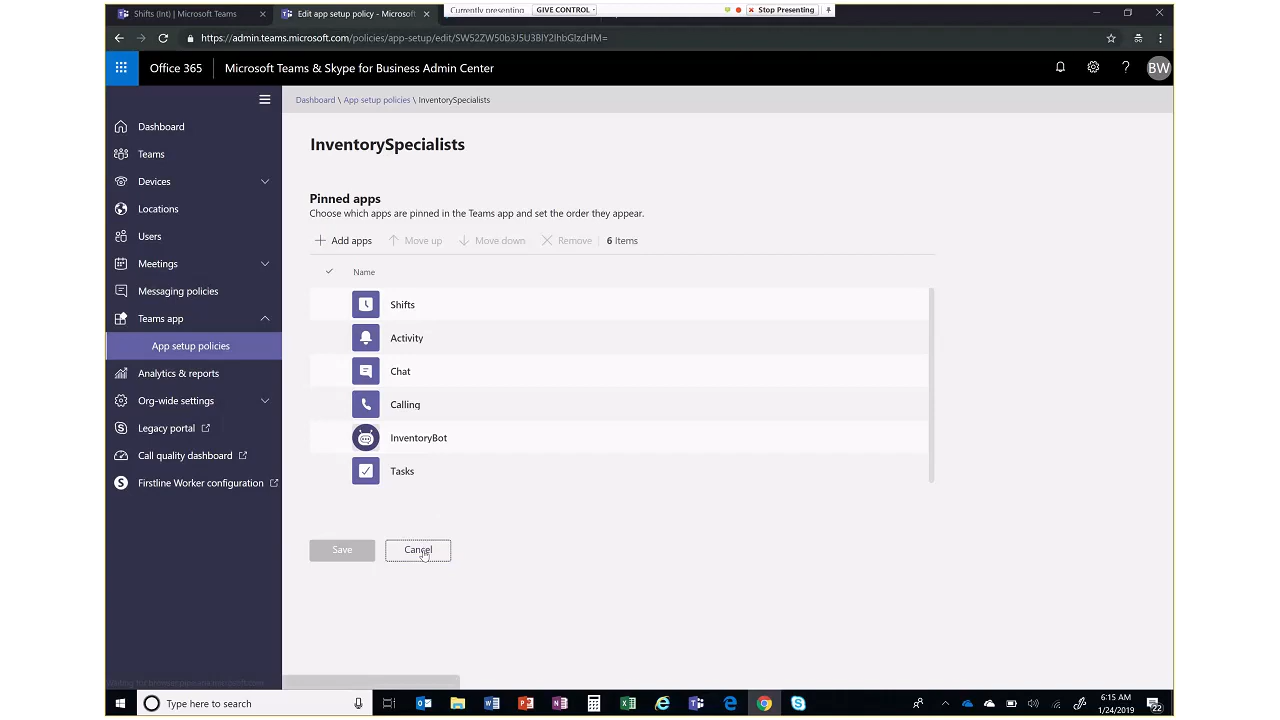 Shifts (Int) | Microsoft Teams
Edit app setup policy - Microsoft
Currently presenting
GIVE CONTROL
Stop Presenting
https://admin.teams.microsoft.com/policies/app-setup/edit/SW52ZW50b3J5U3BlY2lhbGlzdHM=
Office 365
Microsoft Teams & Skype for Business Admin Center
BW
Dashboard \ App setup policies \ InventorySpecialists
Dashboard
Teams
Devices
Locations
Users
Meetings
Messaging policies
Teams app
App setup policies
Analytics & reports
Org-wide settings
Legacy portal
Call quality dashboard
Firstline Worker configuration
InventorySpecialists
Pinned apps
Choose which apps are pinned in the Teams app and set the order they appear.
Add apps
Move up
Move down
Remove
6 Items
Name
Shifts
Activity
Chat
Calling
InventoryBot
Tasks
Save
Cancel
Type here to search
6:15 AM
1/24/2019
22